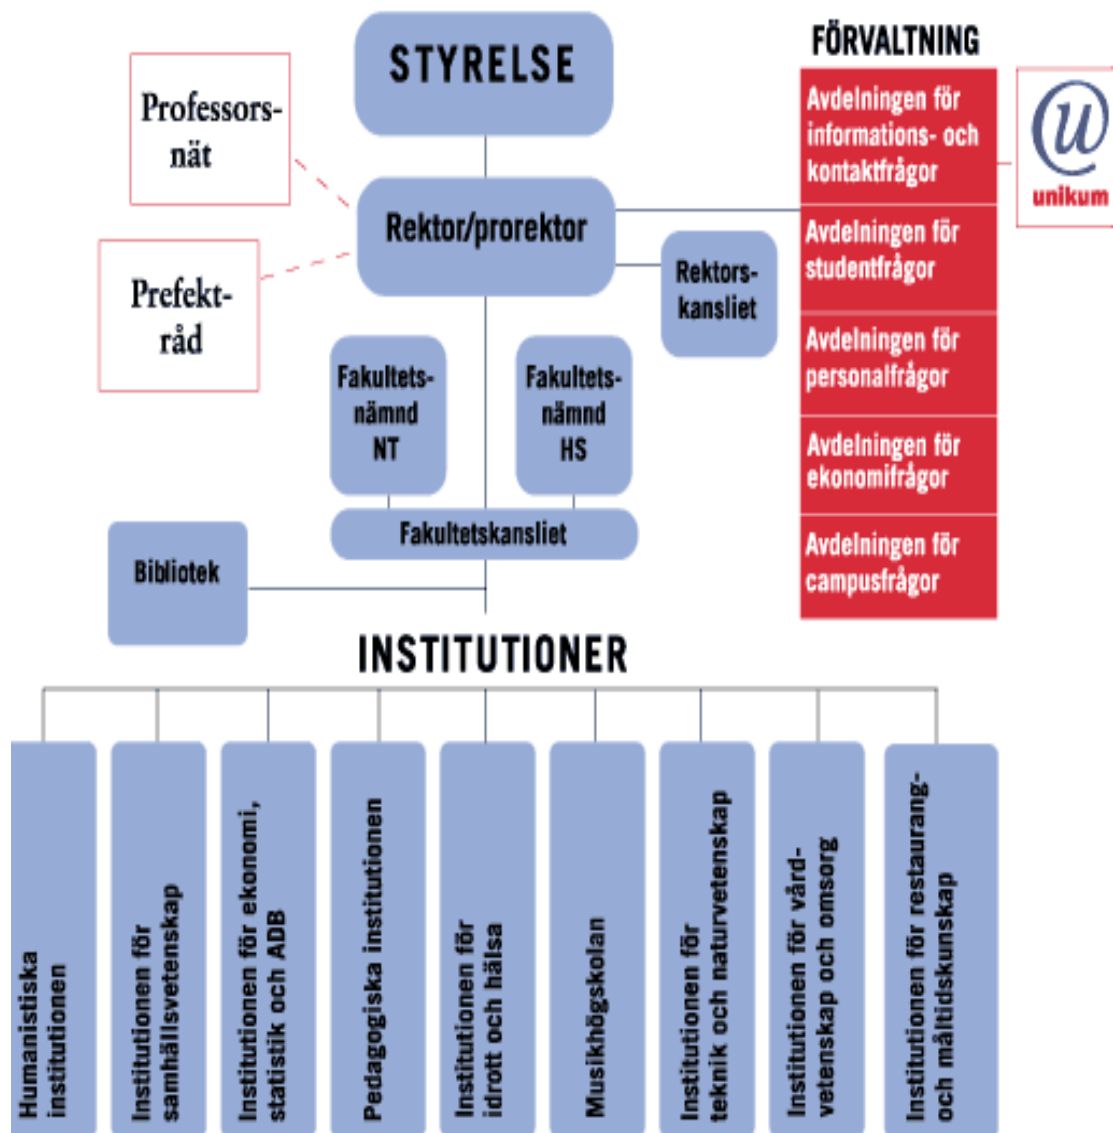 STYRELSE
FÖRVALTNING
Professors-
nät
Avdelningen för
informations- och
kontaktfrågor
u
unikum
Rektor/prorektor
Avdelningen för
studentfrågor
Rektors-
kansliet
Prefekt-
råd
Avdelningen för
personalfrågor
Fakultets-
nämnd
NT
Fakultets-
nämnd
HS
Avdelningen för
ekonomifrågor
Fakultetskansliet
Avdelningen för
campusfrågor
Bibliotek
INSTITUTIONER
Humanistiska
institutionen
Institutionen för
samhällsvetenskap
Institutionen för ekonomi,
statistik och ADB
Pedagogiska institutionen
Institutionen för
idrott och hälsa
Musikhögskolan
Institutionen för
teknik och naturvetenskap
Institutionen för vård-
vetenskap och omsorg
Institutionen för restaurang-
och måltidskunskap